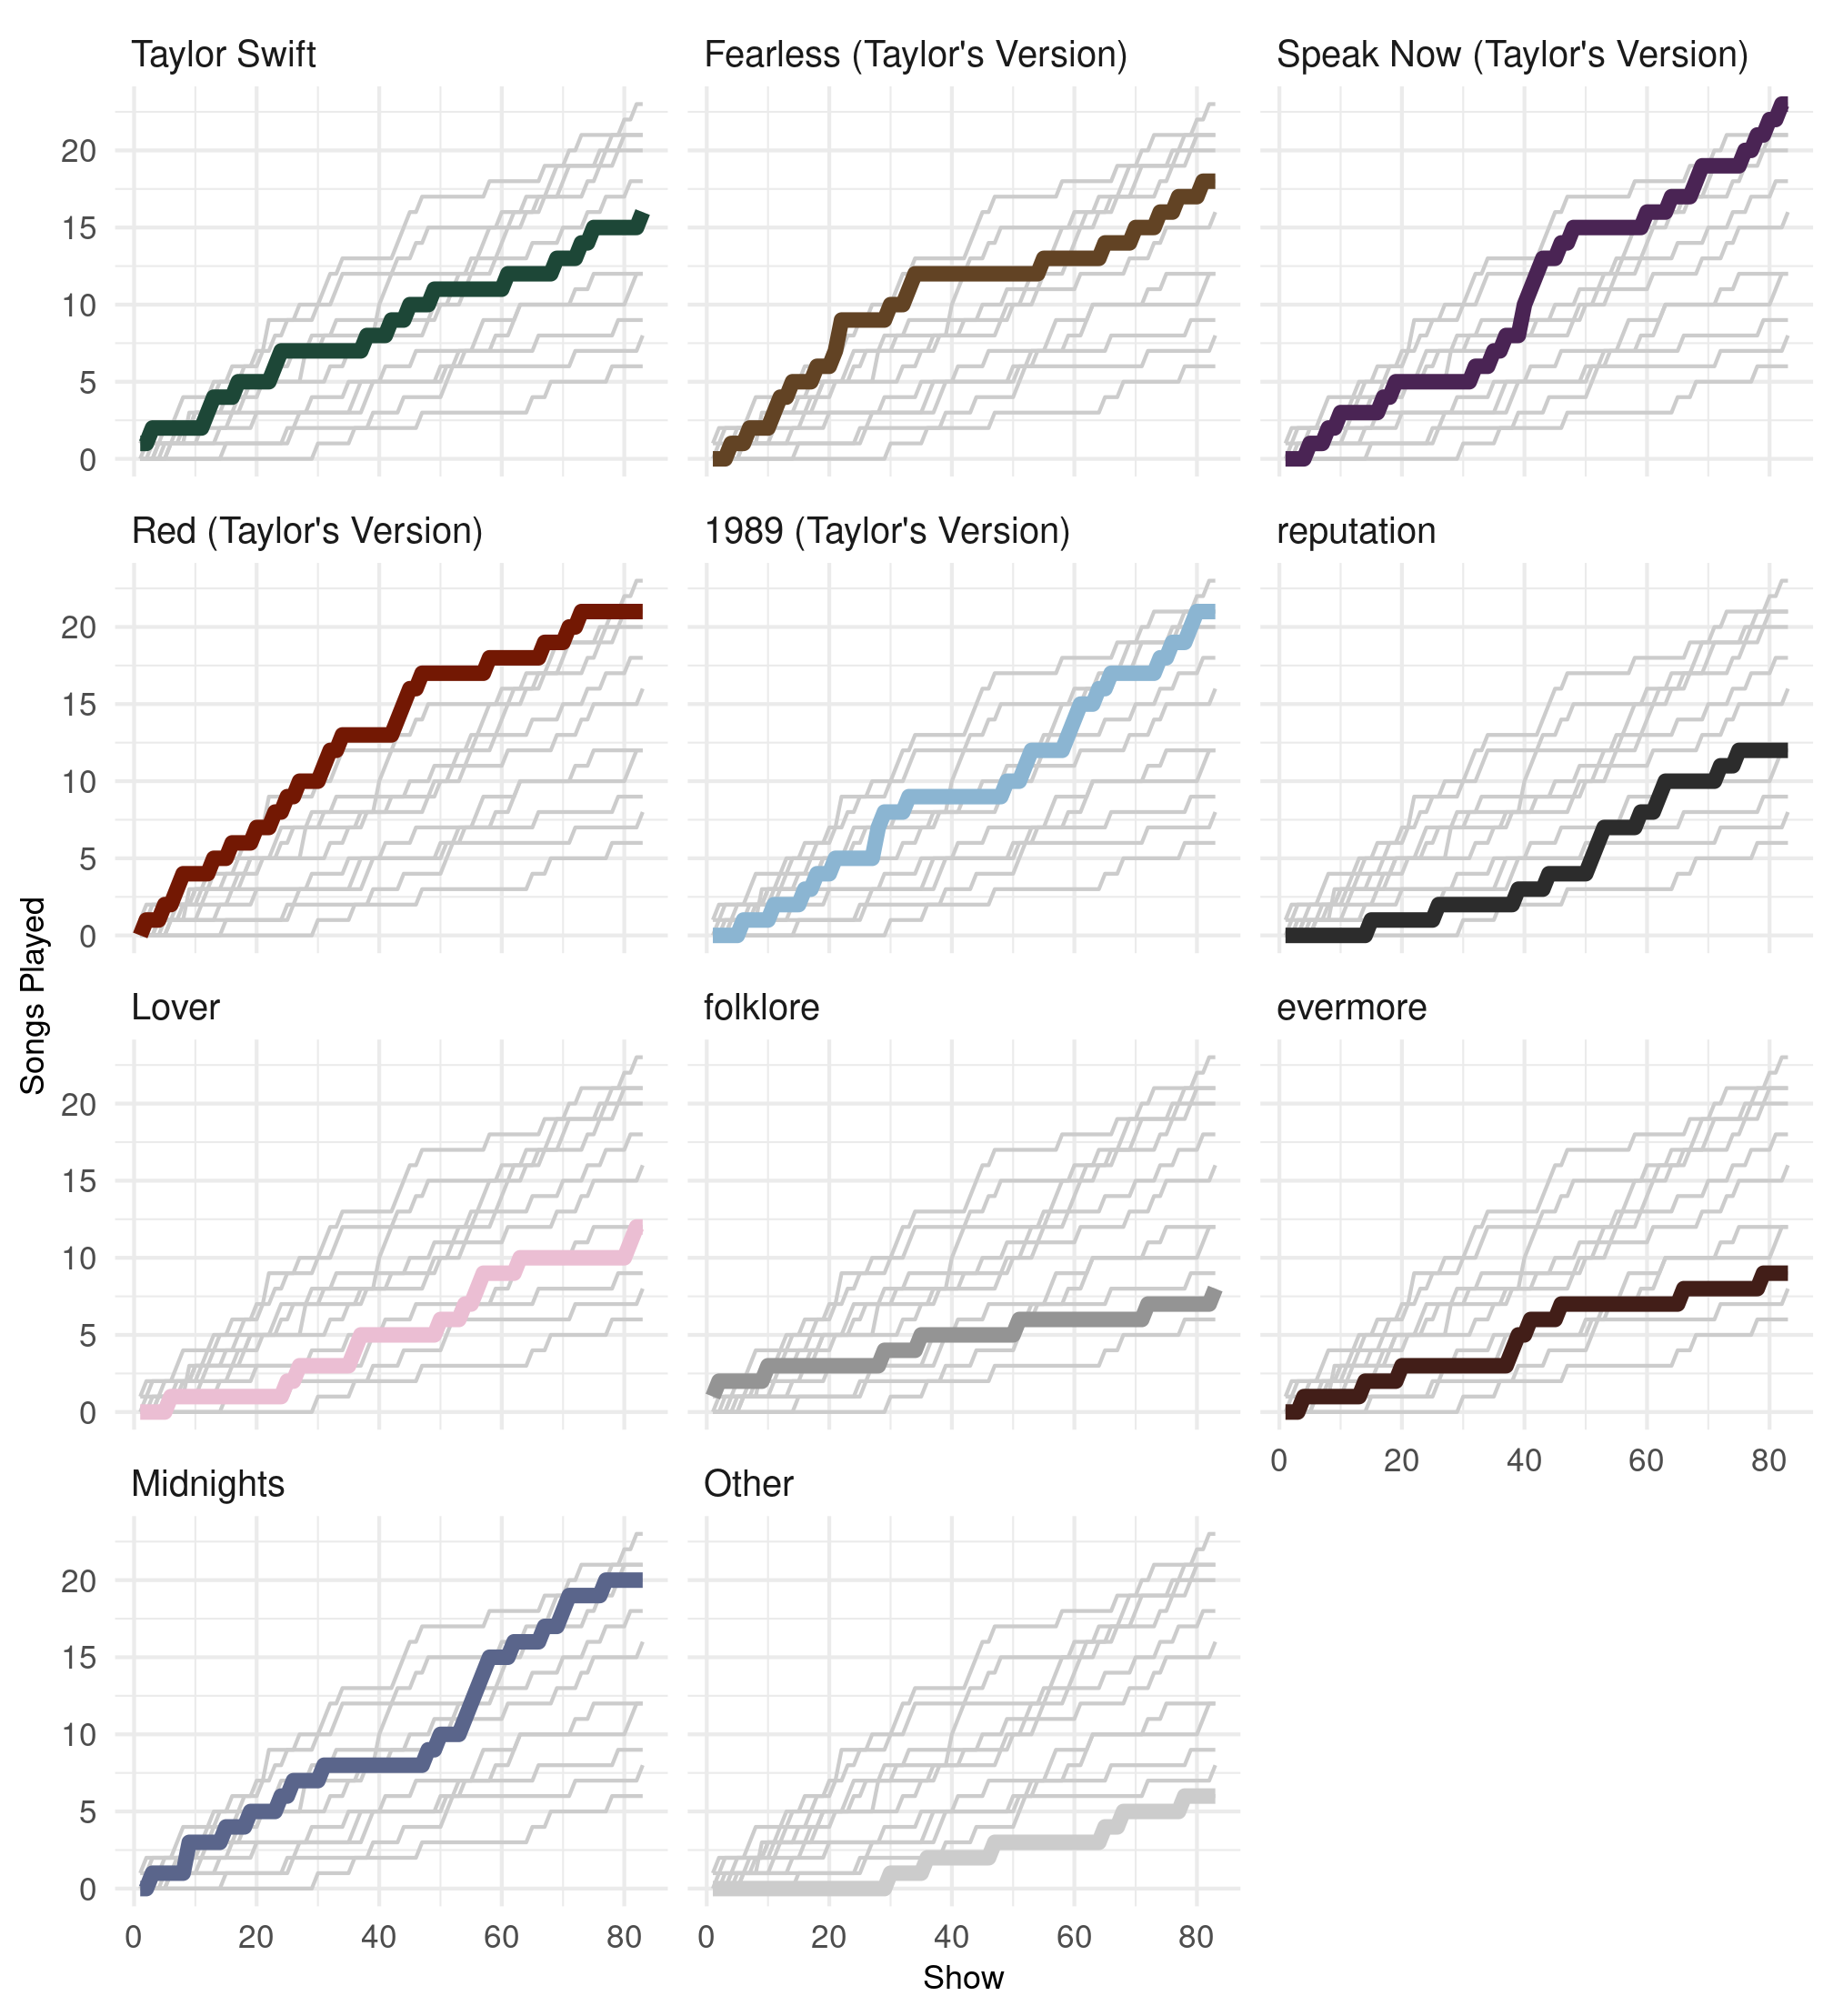 Taylor Swift
Fearless (Taylor's Version)
Speak Now (Taylor's Version)
20
15
10
5
0
Red (Taylor's Version)
1989 (Taylor's Version)
reputation
20
15
10
5
0
Songs Played
Lover
folklore
evermore
20
15
10
5
0
0 20 40 60 80
Midnights
Other
20
15
10
5
0
0 20 40 60 80
0 20 40 60 80
Show